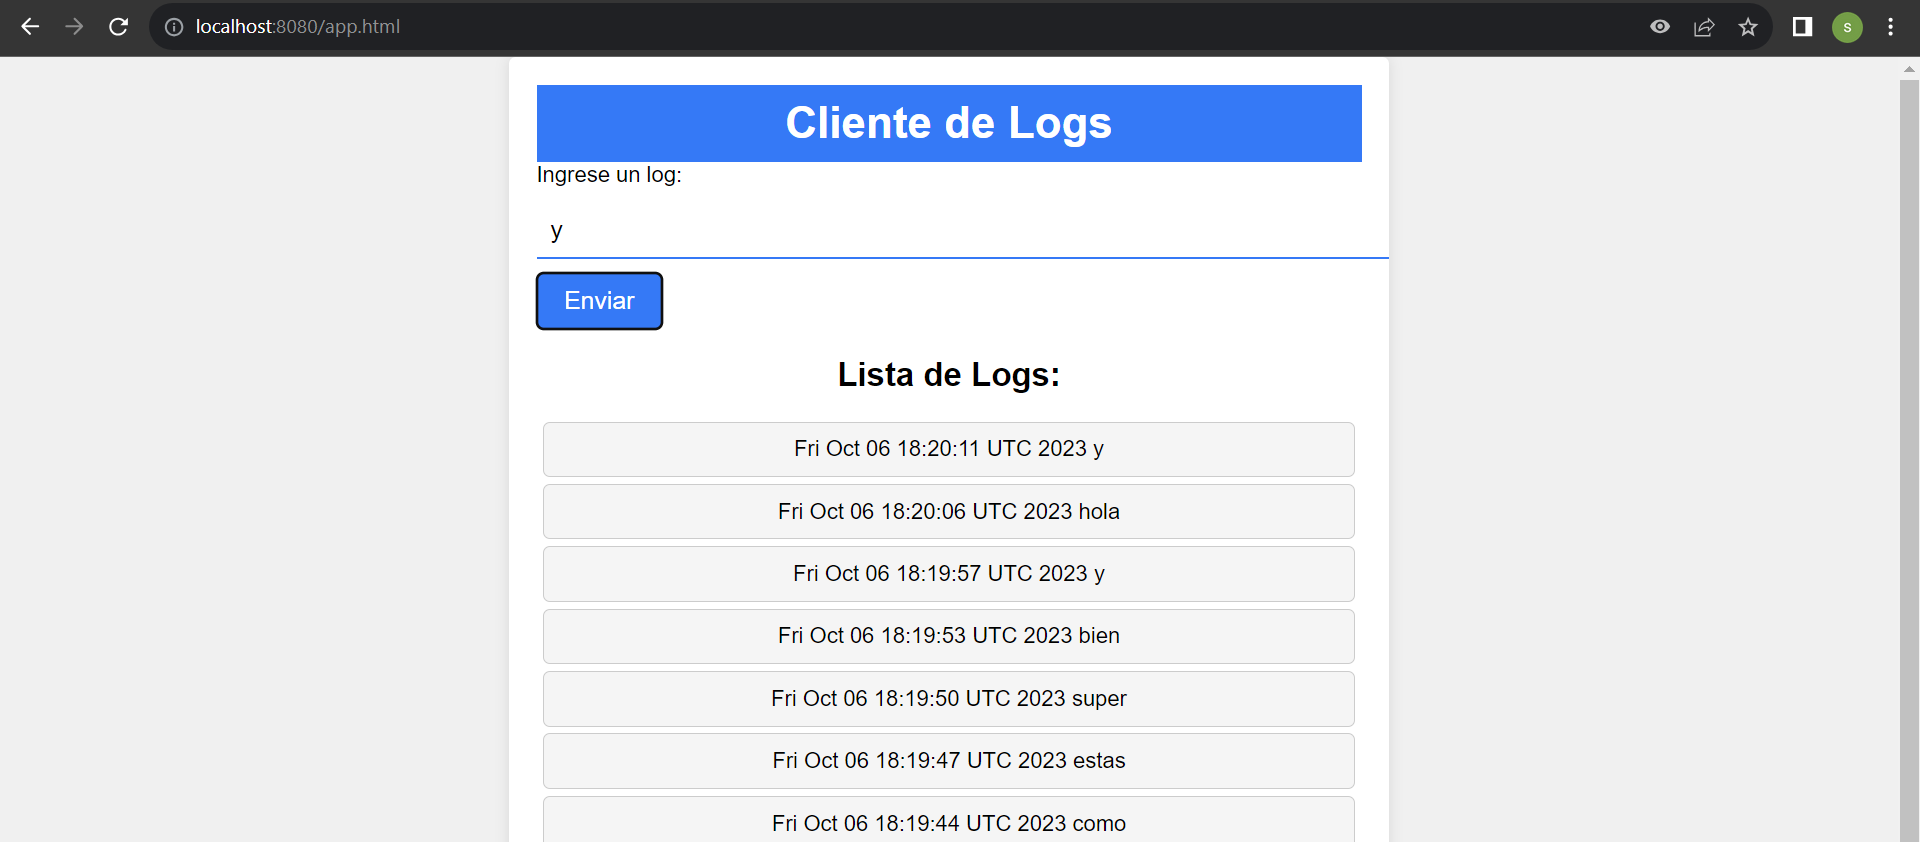 localhost:8080/app.html
s
Cliente de Logs
Ingrese un log:
y
Enviar
Lista de Logs:
Fri Oct 06 18:20:11 UTC 2023 y
Fri Oct 06 18:20:06 UTC 2023 hola
Fri Oct 06 18:19:57 UTC 2023 y
Fri Oct 06 18:19:53 UTC 2023 bien
Fri Oct 06 18:19:50 UTC 2023 super
Fri Oct 06 18:19:47 UTC 2023 estas
Fri Oct 06 18:19:44 UTC 2023 como